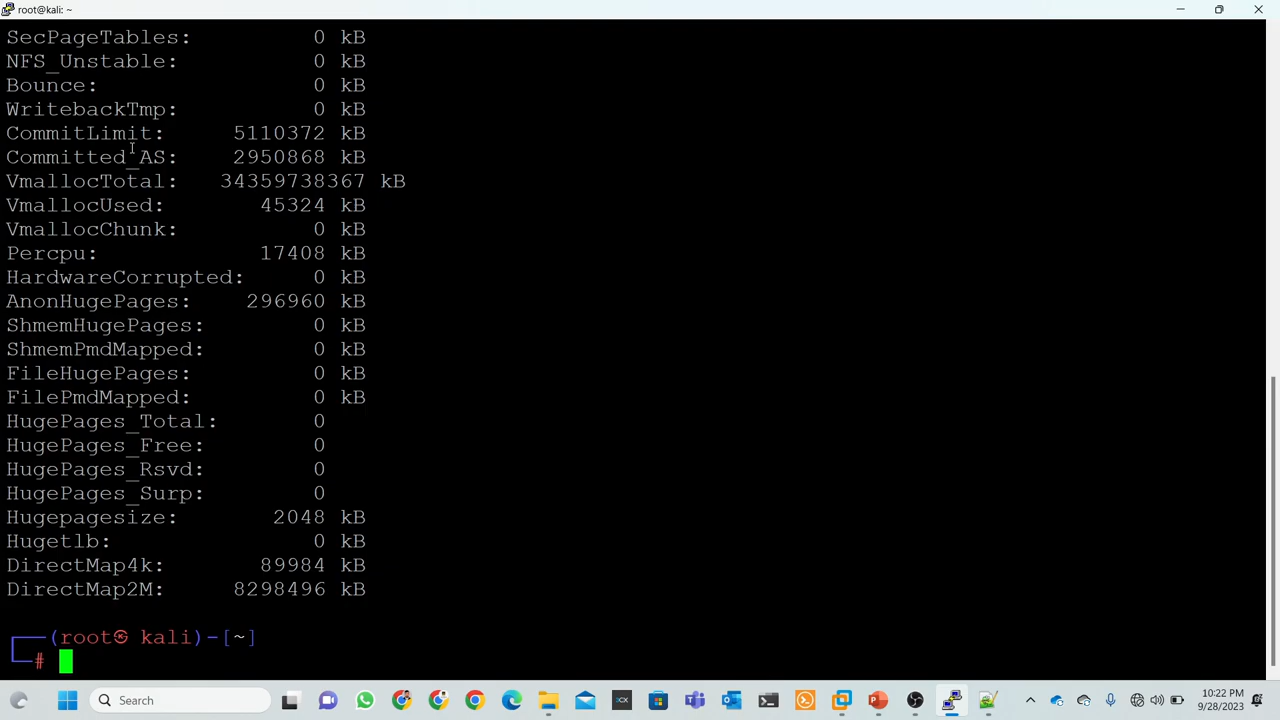 root@kali: ~
SecPageTables: 0 kB
NFS_Unstable: 0 kB
Bounce: 0 kB
WritebackTmp: 0 kB
CommitLimit: 5110372 kB
Committed_AS: 2950868 kB
VmallocTotal: 34359738367 kB
VmallocUsed: 45324 kB
VmallocChunk: 0 kB
Percpu: 17408 kB
HardwareCorrupted: 0 kB
AnonHugePages: 296960 kB
ShmemHugePages: 0 kB
ShmemPmdMapped: 0 kB
FileHugePages: 0 kB
FilePmdMapped: 0 kB
HugePages_Total: 0
HugePages_Free: 0
HugePages_Rsvd: 0
HugePages_Surp: 0
Hugepagesize: 2048 kB
Hugetlb: 0 kB
DirectMap4k: 89984 kB
DirectMap2M: 8298496 kB
┌──(root㉿ kali)-[~]
└─#
Search
10:22 PM
9/28/2023